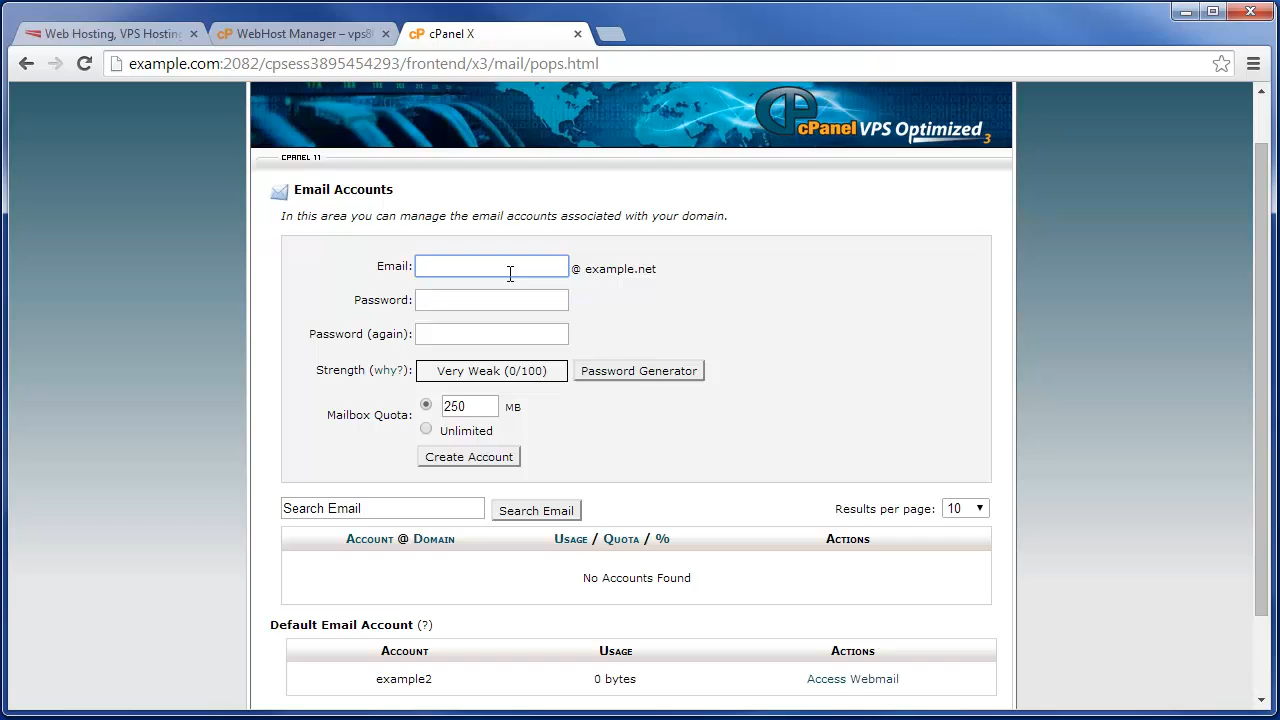 Web Hosting, VPS Hosting
WebHost Manager – vps8
cP cPanel X
example.com:2082/cpsess3895454293/frontend/x3/mail/pops.html
cPanel VPS Optimized 3
CPANEL 11
Email Accounts
In this area you can manage the email accounts associated with your domain.
Email: @ example.net
Password:
Password (again):
Strength (why?): Very Weak (0/100) Password Generator
Mailbox Quota: 250 MB
Unlimited
Create Account
Search Email Search Email Results per page: 10
Account @ Domain Usage / Quota / % Actions
No Accounts Found
Default Email Account (?)
Account Usage Actions
example2 0 bytes Access Webmail